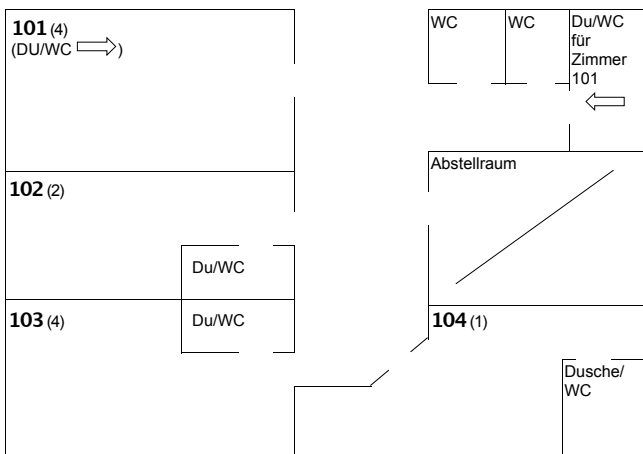 101 (4)
(DU/WC )
WC
WC
Du/WC
für
Zimmer
101
102 (2)
Abstellraum
Du/WC
103 (4)
Du/WC
104 (1)
Dusche/
WC